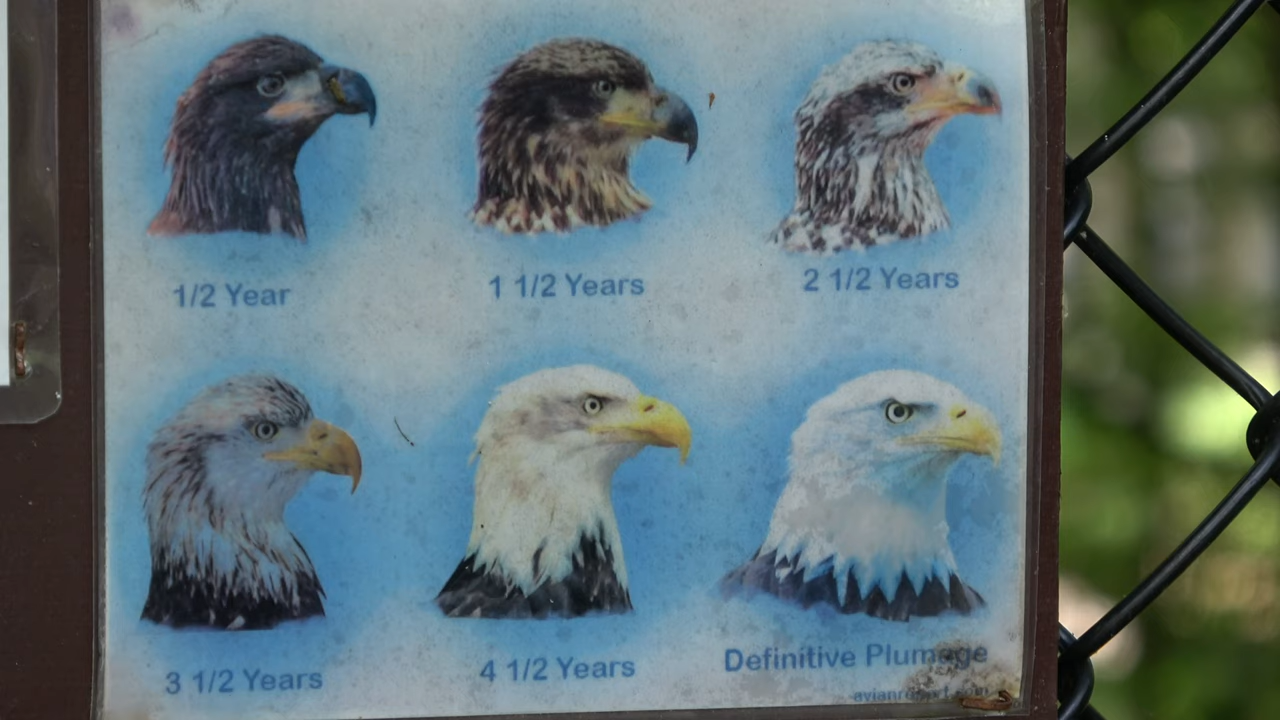 1/2 Year
1 1/2 Years
2 1/2 Years
3 1/2 Years
4 1/2 Years
Definitive Plumage